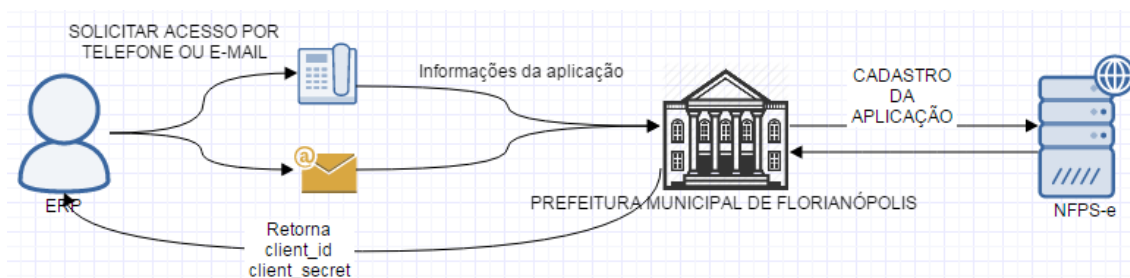 SOLICITAR ACESSO POR
TELEFONE OU E-MAIL
Informações da aplicação
CADASTRO
DA
APLICAÇÃO
@
ERP
PREFEITURA MUNICIPAL DE FLORIANÓPOLIS
NFPS-e
Retorna
client_id
client_secret